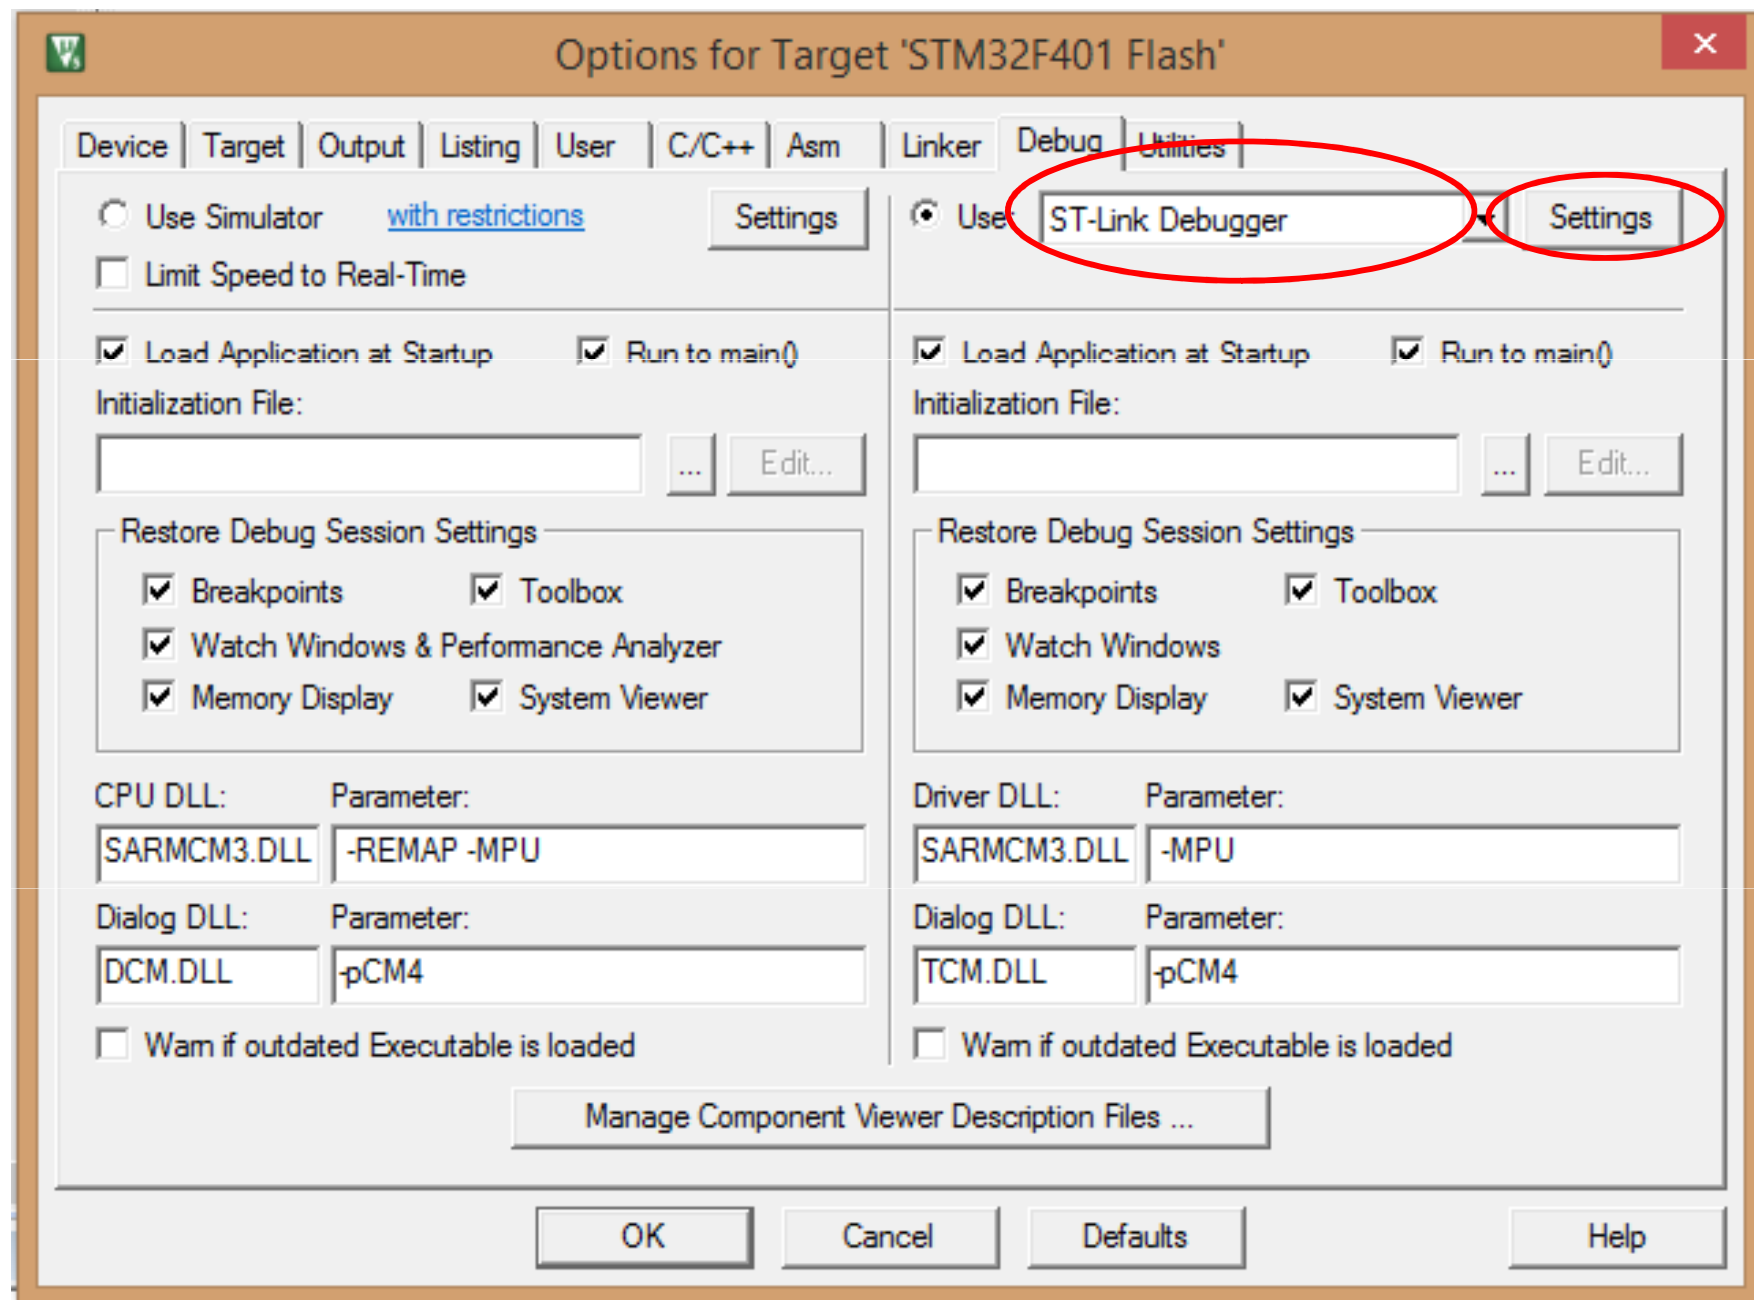 Options for Target 'STM32F401 Flash'
Device Target Output Listing User C/C++ Asm Linker Debug Utilities
Use Simulator with restrictions Settings
Limit Speed to Real-Time
Load Application at Startup Run to main()
Initialization File:
... Edit...
Restore Debug Session Settings
Breakpoints Toolbox
Watch Windows & Performance Analyzer
Memory Display System Viewer
CPU DLL: Parameter:
SARMCM3.DLL -REMAP -MPU
Dialog DLL: Parameter:
DCM.DLL -pCM4
Warn if outdated Executable is loaded
Use: ST-Link Debugger Settings
Load Application at Startup Run to main()
Initialization File:
... Edit...
Restore Debug Session Settings
Breakpoints Toolbox
Watch Windows
Memory Display System Viewer
Driver DLL: Parameter:
SARMCM3.DLL -MPU
Dialog DLL: Parameter:
TCM.DLL -pCM4
Warn if outdated Executable is loaded
Manage Component Viewer Description Files ...
OK Cancel Defaults Help